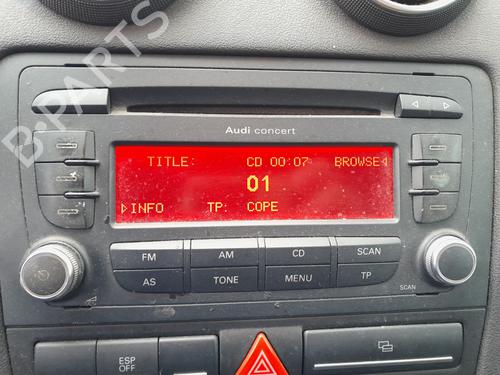 B-PARTS
Audi concert
TITLE: CD 00:07 BROWSE
01
INFO TP: COPE
FM AM CD SCAN
AS TONE MENU TP
SCAN
ESP
OFF